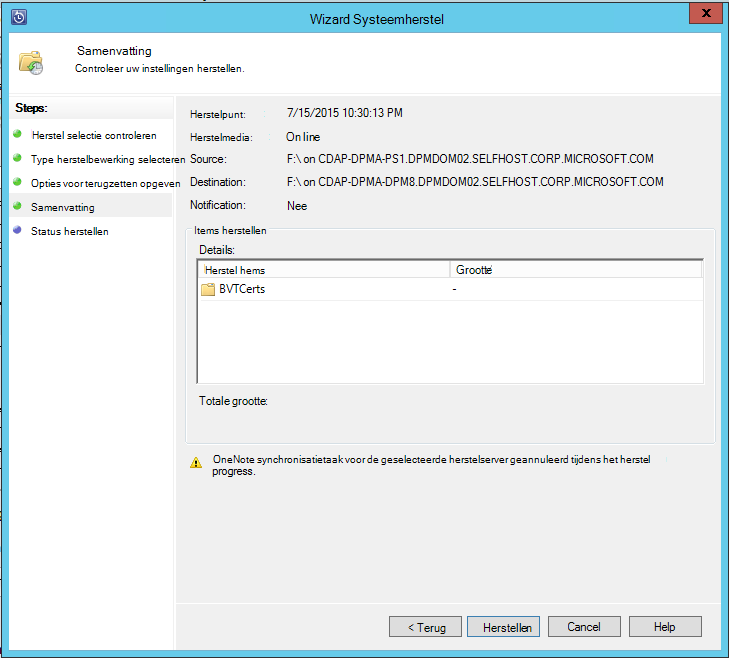 Wizard Systeemherstel
x
Samenvatting
Controleer uw instellingen herstellen.
Steps:
Herstel selectie controleren
Type herstelbewerking selecteren
Opties voor terugzetten opgeven
Samenvatting
Status herstellen
Herstelpunt: 7/15/2015 10:30:13 PM
Herstelmedia: On line
Source: F:\ on CDAP-DPMA-PS1.DPMDOM02.SELFHOST.CORP.MICROSOFT.COM
Destination: F:\ on CDAP-DPMA-DPM8.DPMDOM02.SELFHOST.CORP.MICROSOFT.COM
Notification: Nee
Items herstellen
Details:
Herstel hems Grootte
BVTCerts -
Totale grootte:
OneNote synchronisatietaak voor de geselecteerde herstelserver geannuleerd tijdens het herstel
progress.
< Terug Herstellen Cancel Help